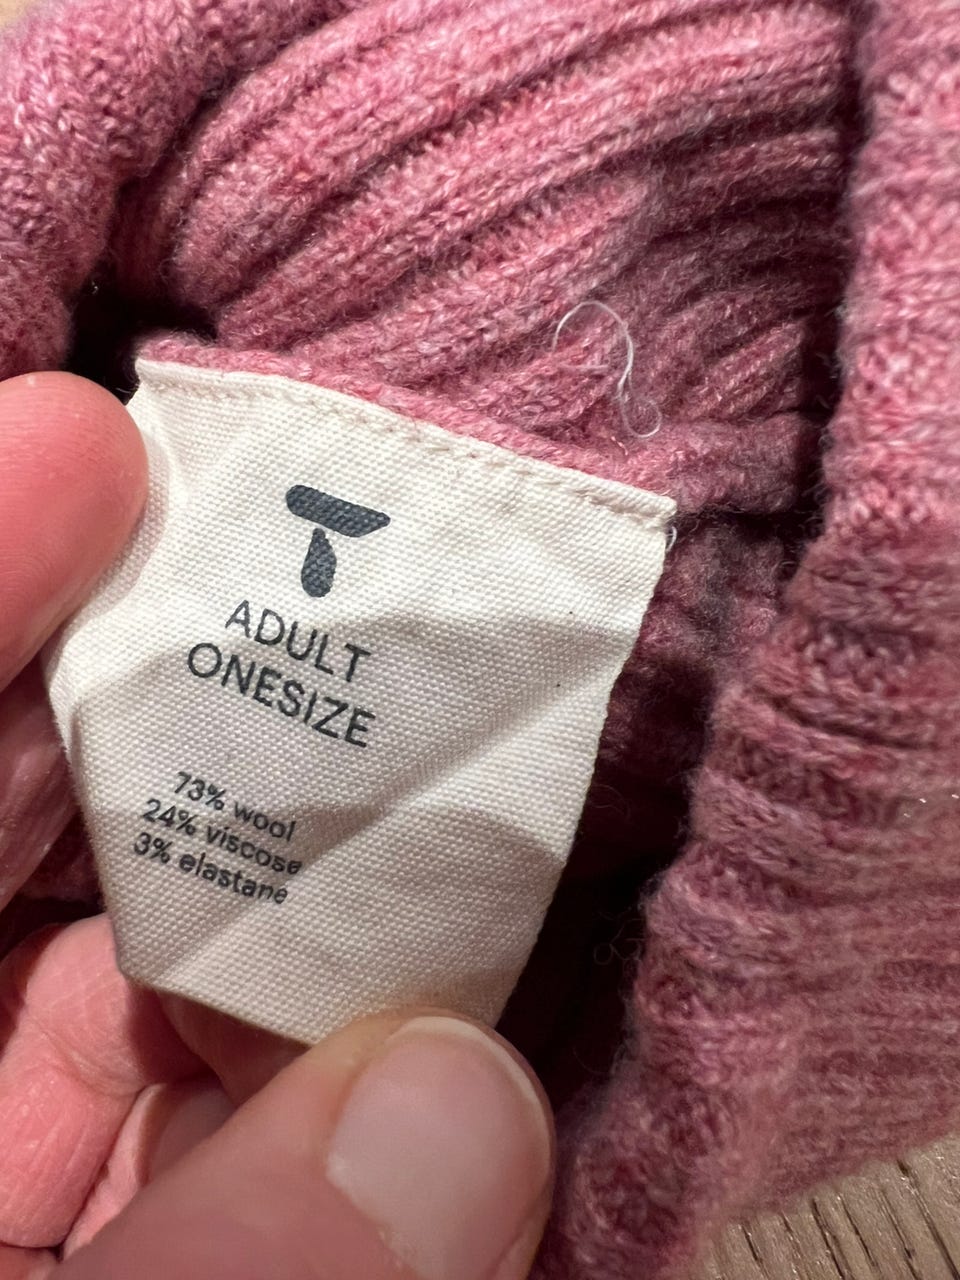 ADULT
ONESIZE
73% wool
24% viscose
3% elastane